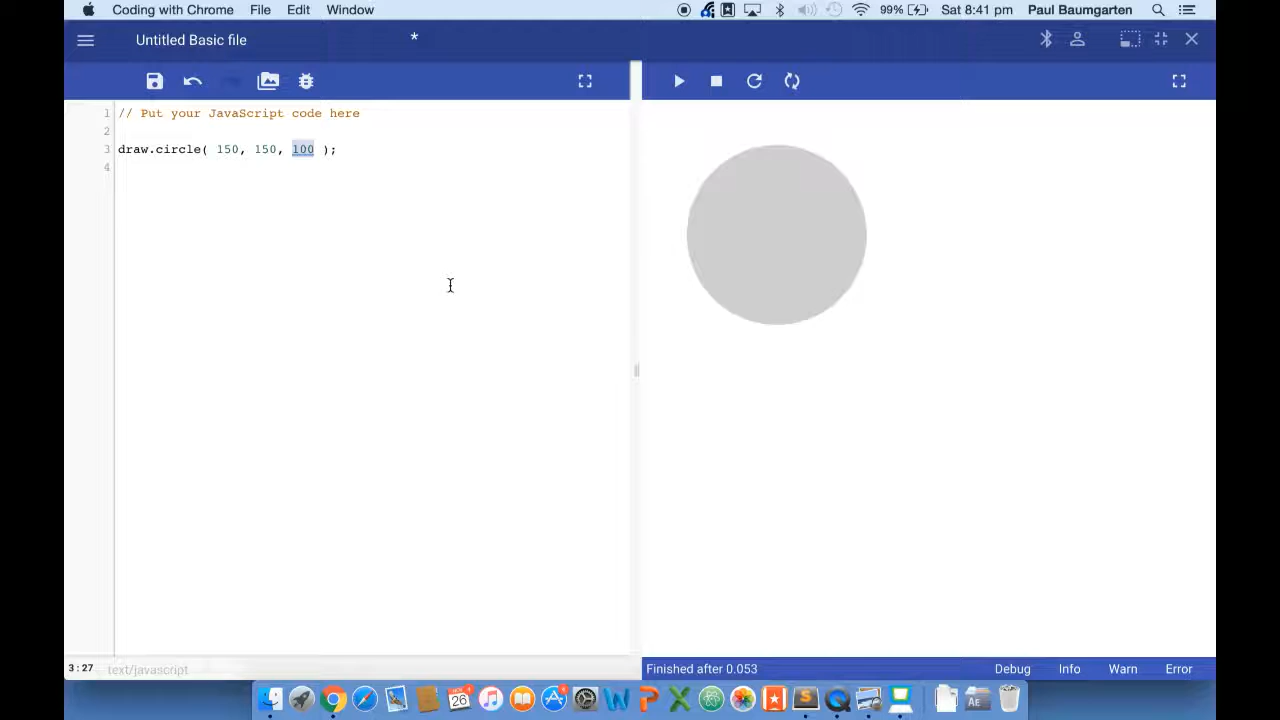 Coding with Chrome File Edit Window 99% Sat 8:41 pm Paul Baumgarten
Untitled Basic file *
1 // Put your JavaScript code here
2
3 draw.circle( 150, 150, 100 );
4
3:27 text/javascript
Finished after 0.053 Debug Info Warn Error